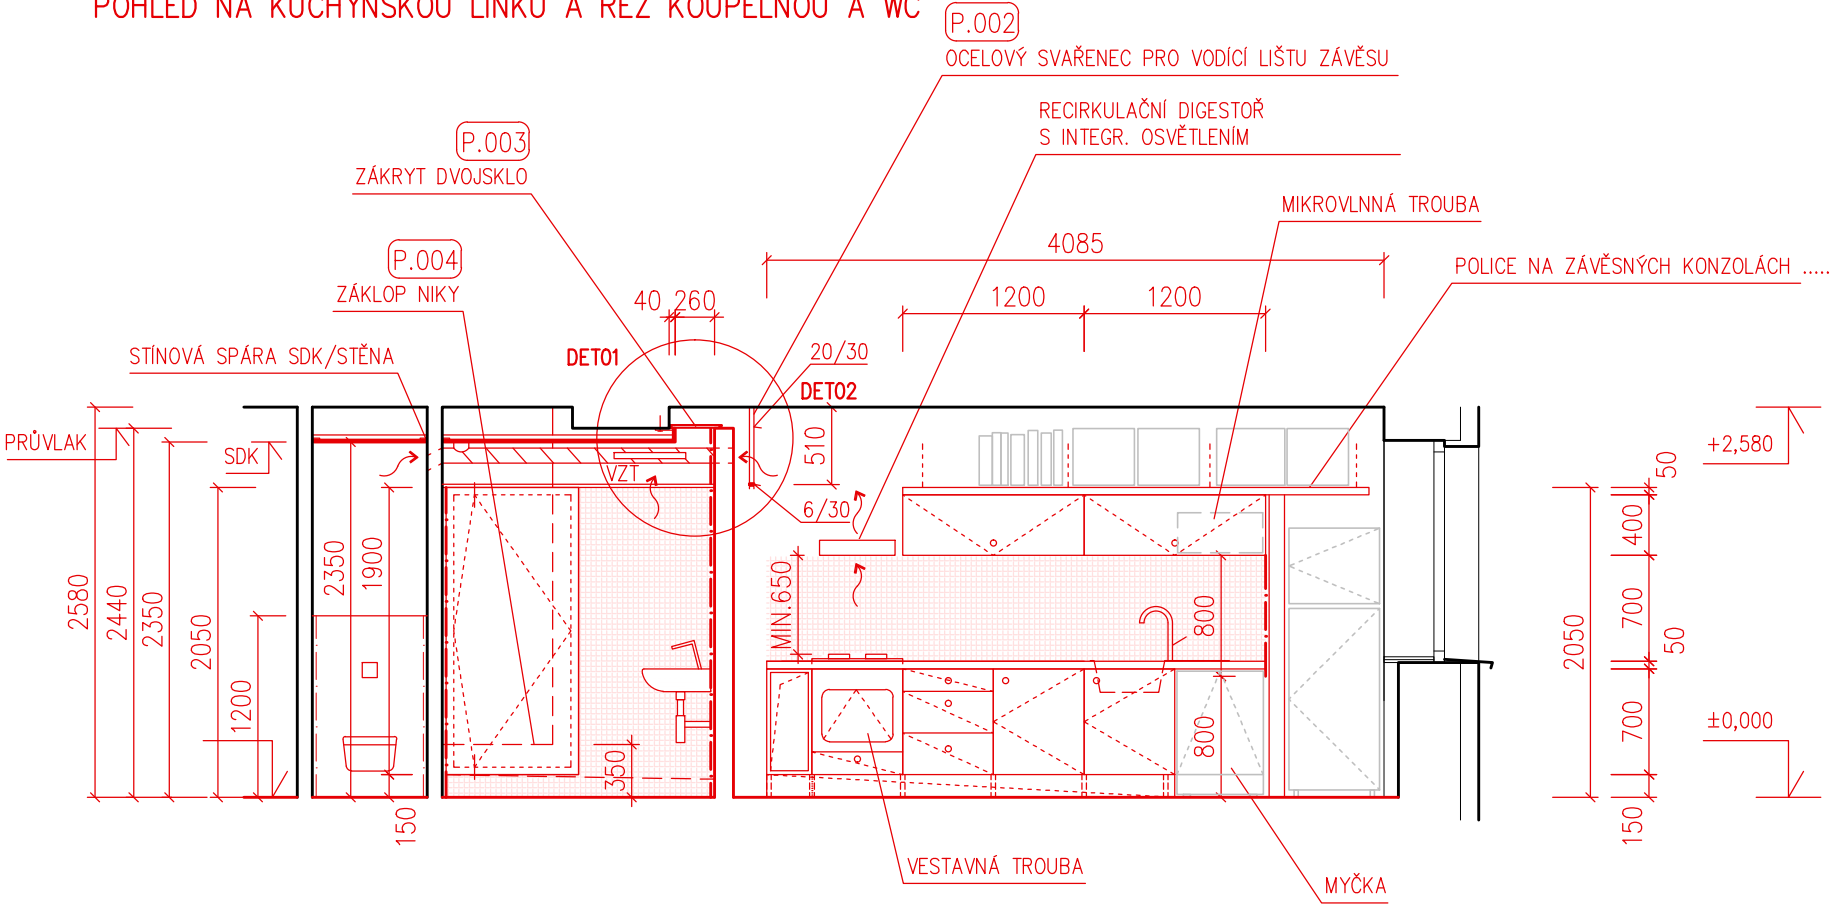 POHLED NA KUCHYŇSKOU LINKU A ŘEZ KOUPELNOU A WC
P.002
OCELOVÝ SVAŘENEC PRO VODÍCÍ LIŠTU ZÁVĚSU
RECIRKULAČNÍ DIGESTOŘ
S INTEGR. OSVĚTLENÍM
P.003
ZÁKRYT DVOJSKLO
MIKROVLNNÁ TROUBA
4085
P.004
ZÁKLOP NIKY
POLICE NA ZÁVĚSNÝCH KONZOLÁCH .....
40
260
1200
1200
STÍNOVÁ SPÁRA SDK/STĚNA
DET01
20/30
DET02
PRŮVLAK
SDK
VZT
510
6/30
+2,580
50
400
2580
2440
2350
2050
1200
2350
1900
MIN.650
800
2050
700
50
350
800
700
±0,000
150
150
VESTAVNÁ TROUBA
MYČKA